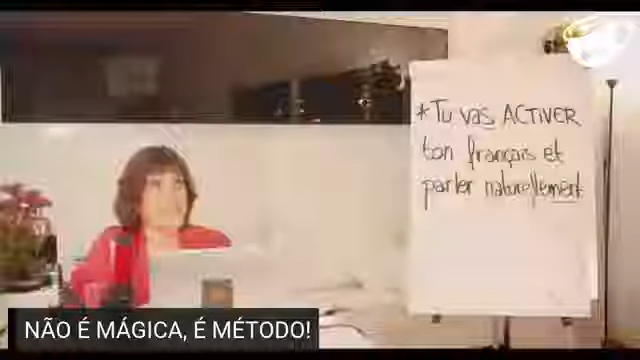 *Tu vas ACTIVER
ton français et
parler naturellement
NÃO É MÁGICA, É MÉTODO!